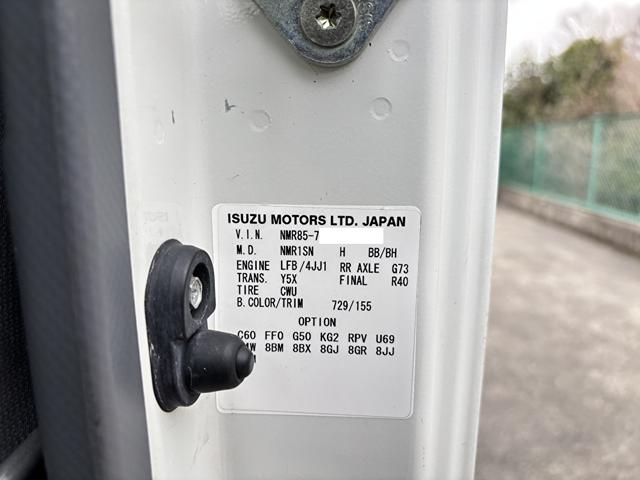 ISUZU MOTORS LTD. JAPAN
V.I.N. NMR85-7
M.D. NMR1SN H BB/BH
ENGINE LFB/4JJ1 RR AXLE G73
TRANS. Y5X FINAL R40
TIRE CWU
B.COLOR/TRIM 729/155
OPTION
C60 FF0 G50 KG2 RPV U69
8BM 8BX 8GJ 8GR 8JJ